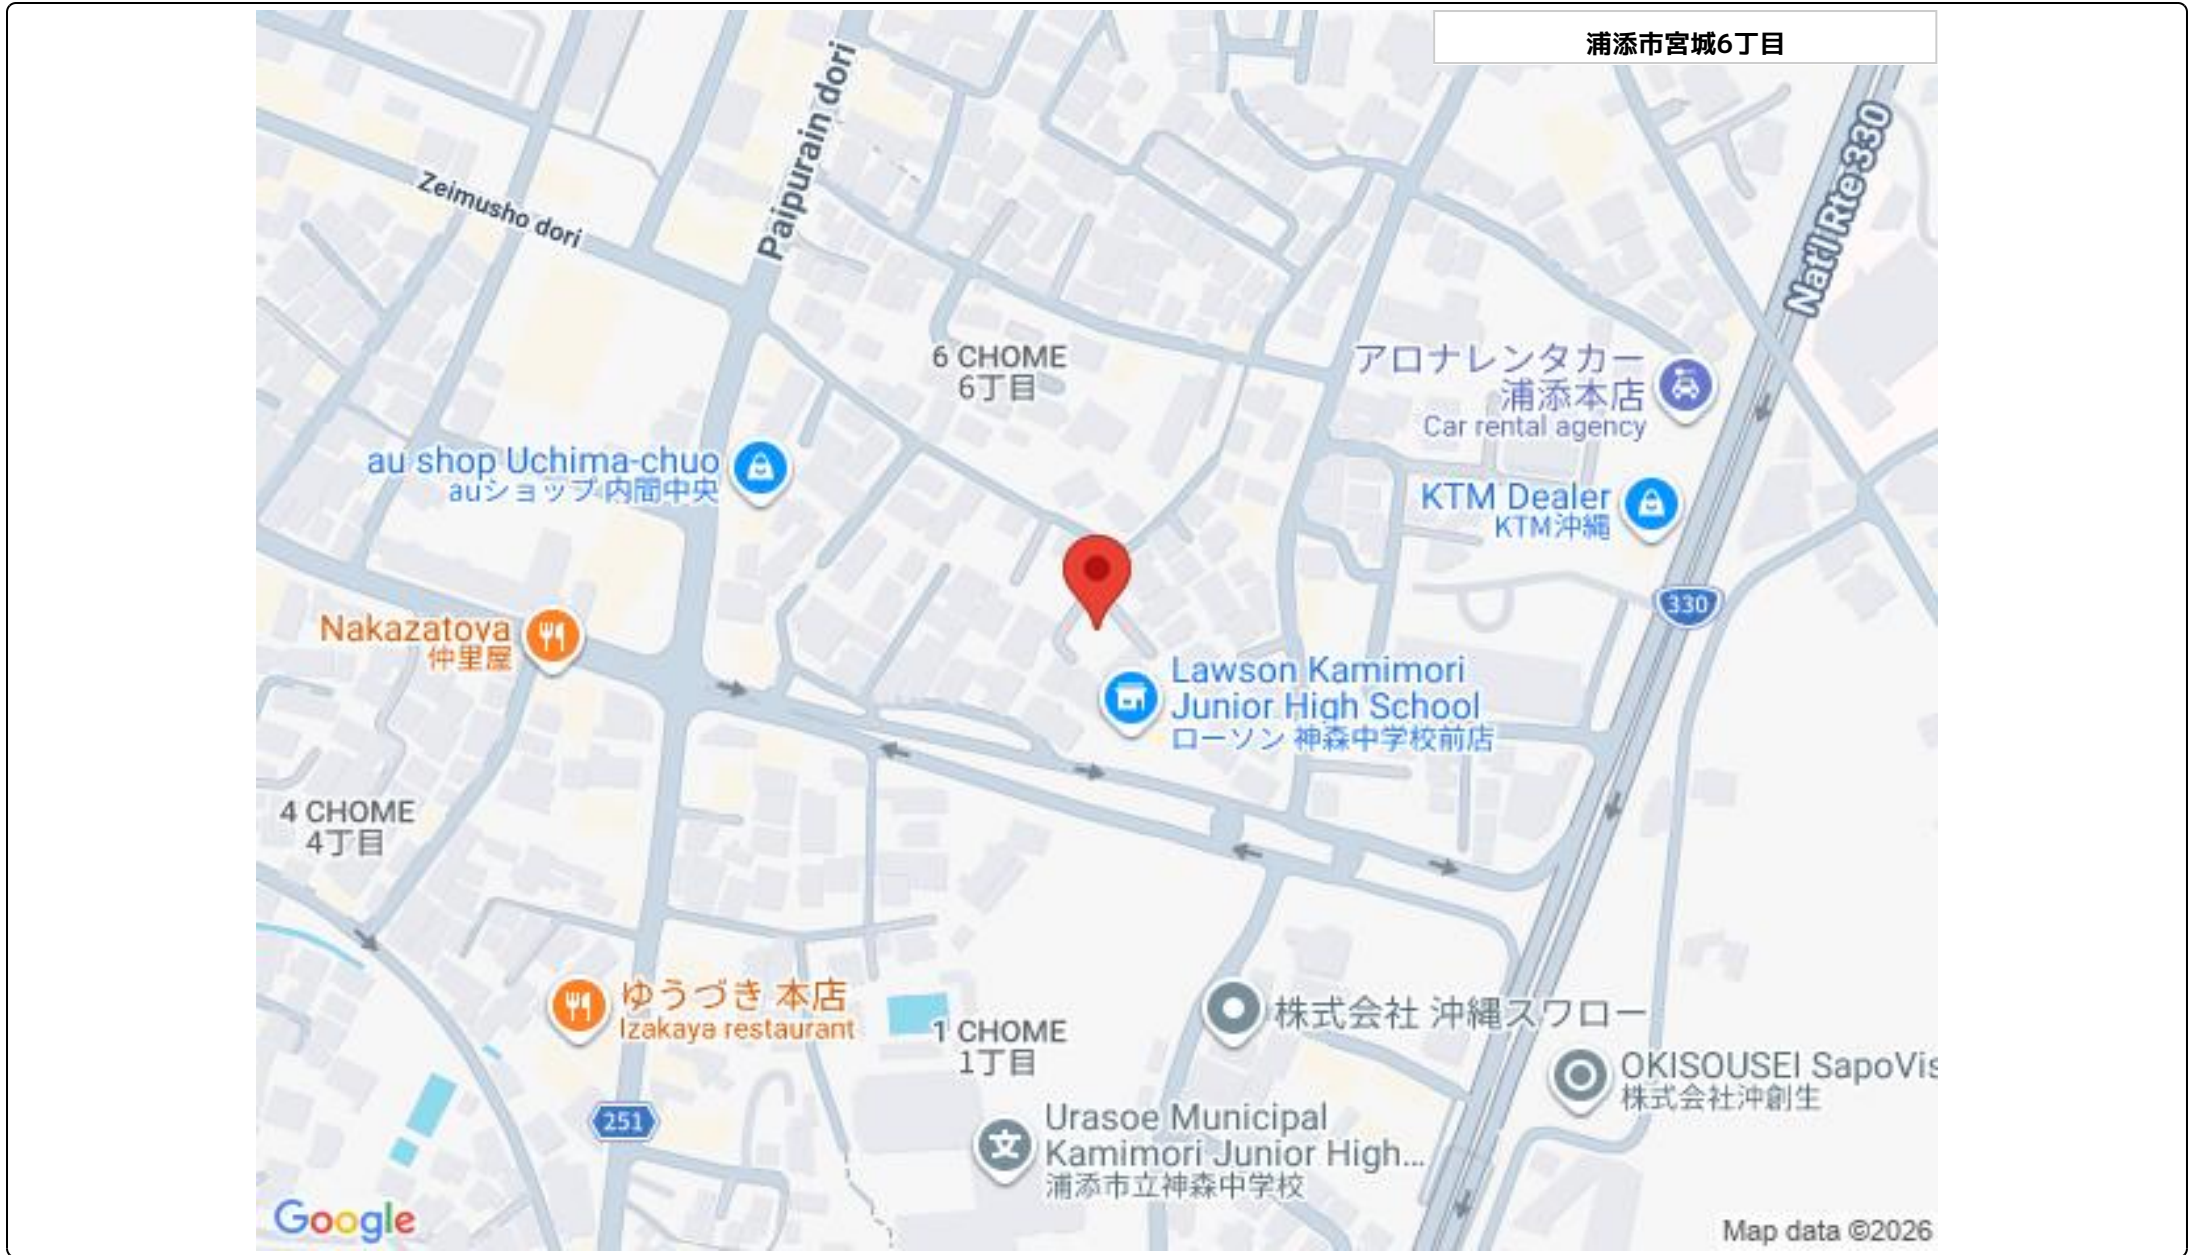 浦添市宮城6丁目
Paipurain dori
Nat'l Rte 330
Zeimusho dori
6 CHOME
6丁目
アロナレンタカー
浦添本店
Car rental agency
au shop Uchima-chuo
auショップ 内間中央
KTM Dealer
KTM沖縄
330
Nakazatoya
仲里屋
Lawson Kamimori
Junior High School
ローソン 神森中学校前店
4 CHOME
4丁目
ゆうづき 本店
Izakaya restaurant
株式会社 沖縄スワロー
1 CHOME
1丁目
OKISOUSEI SapoVis
株式会社沖創生
251
Urasoe Municipal
Kamimori Junior High...
浦添市立神森中学校
文
Google
Map data ©2026